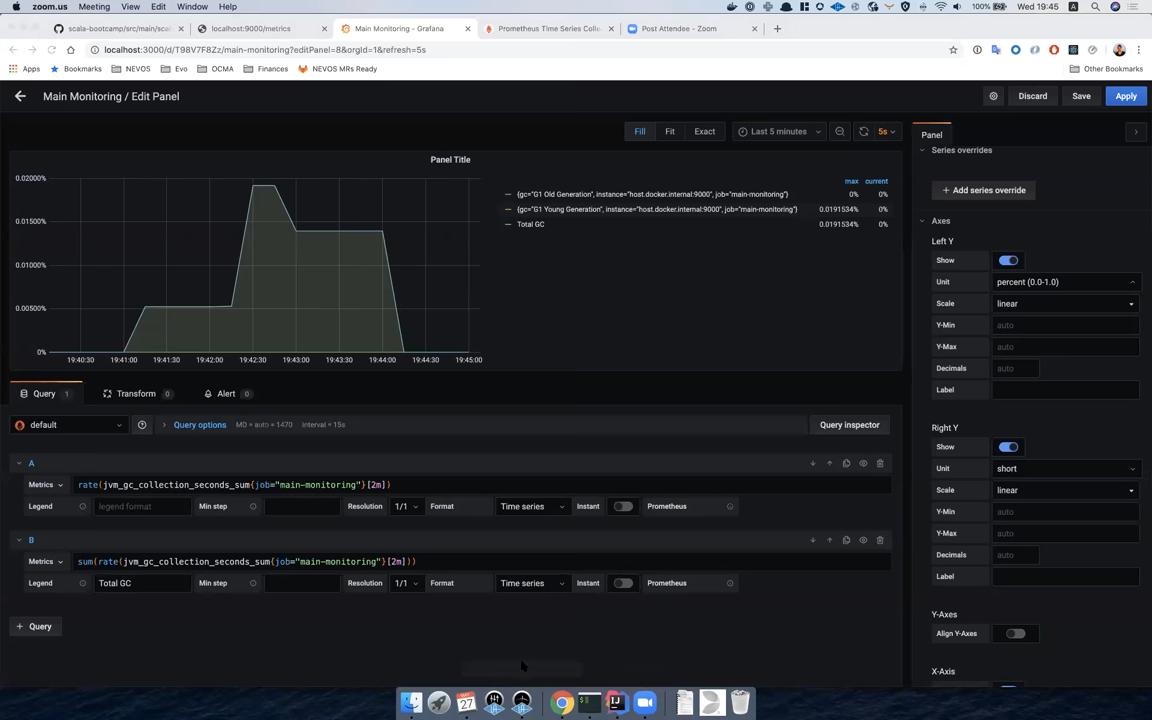 zoom.us Meeting View Edit Window Help 100% Wed 19:45
scala-bootcamp/src/main/scal × localhost:9000/metrics × Main Monitoring - Grafana × Prometheus Time Series Colle × Post Attendee - Zoom × +
localhost:3000/d/T98V7F8Zz/main-monitoring?editPanel=8&orgId=1&refresh=5s
Apps Bookmarks NEVOS Evo OCMA Finances NEVOS MRs Ready Other Bookmarks
Main Monitoring / Edit Panel Discard Save Apply
Fill Fit Exact Last 5 minutes 5s Panel
Series overrides
Panel Title
+ Add series override
0.02000%
0.01500%
0.01000%
0.00500%
0%
19:40:30 19:41:00 19:41:30 19:42:00 19:42:30 19:43:00 19:43:30 19:44:00 19:44:30 19:45:00
max current
{gc="G1 Old Generation", instance="host.docker.internal:9000", job="main-monitoring"} 0% 0%
{gc="G1 Young Generation", instance="host.docker.internal:9000", job="main-monitoring"} 0.0191534% 0%
Total GC 0.0191534% 0%
Query 1 Transform 0 Alert 0
default Query options MD = auto = 1470 Interval = 15s Query inspector
A
Metrics rate(jvm_gc_collection_seconds_sum{job="main-monitoring"}[2m])
Legend legend format Min step Resolution 1/1 Format Time series Instant Prometheus
B
Metrics sum(rate(jvm_gc_collection_seconds_sum{job="main-monitoring"}[2m]))
Legend Total GC Min step Resolution 1/1 Format Time series Instant Prometheus
+ Query
Axes
Left Y
Show
Unit percent (0.0-1.0)
Scale linear
Y-Min auto
Y-Max auto
Decimals auto
Label
Right Y
Show
Unit short
Scale linear
Y-Min auto
Y-Max auto
Decimals auto
Label
Y-Axes
Align Y-Axes
X-Axis